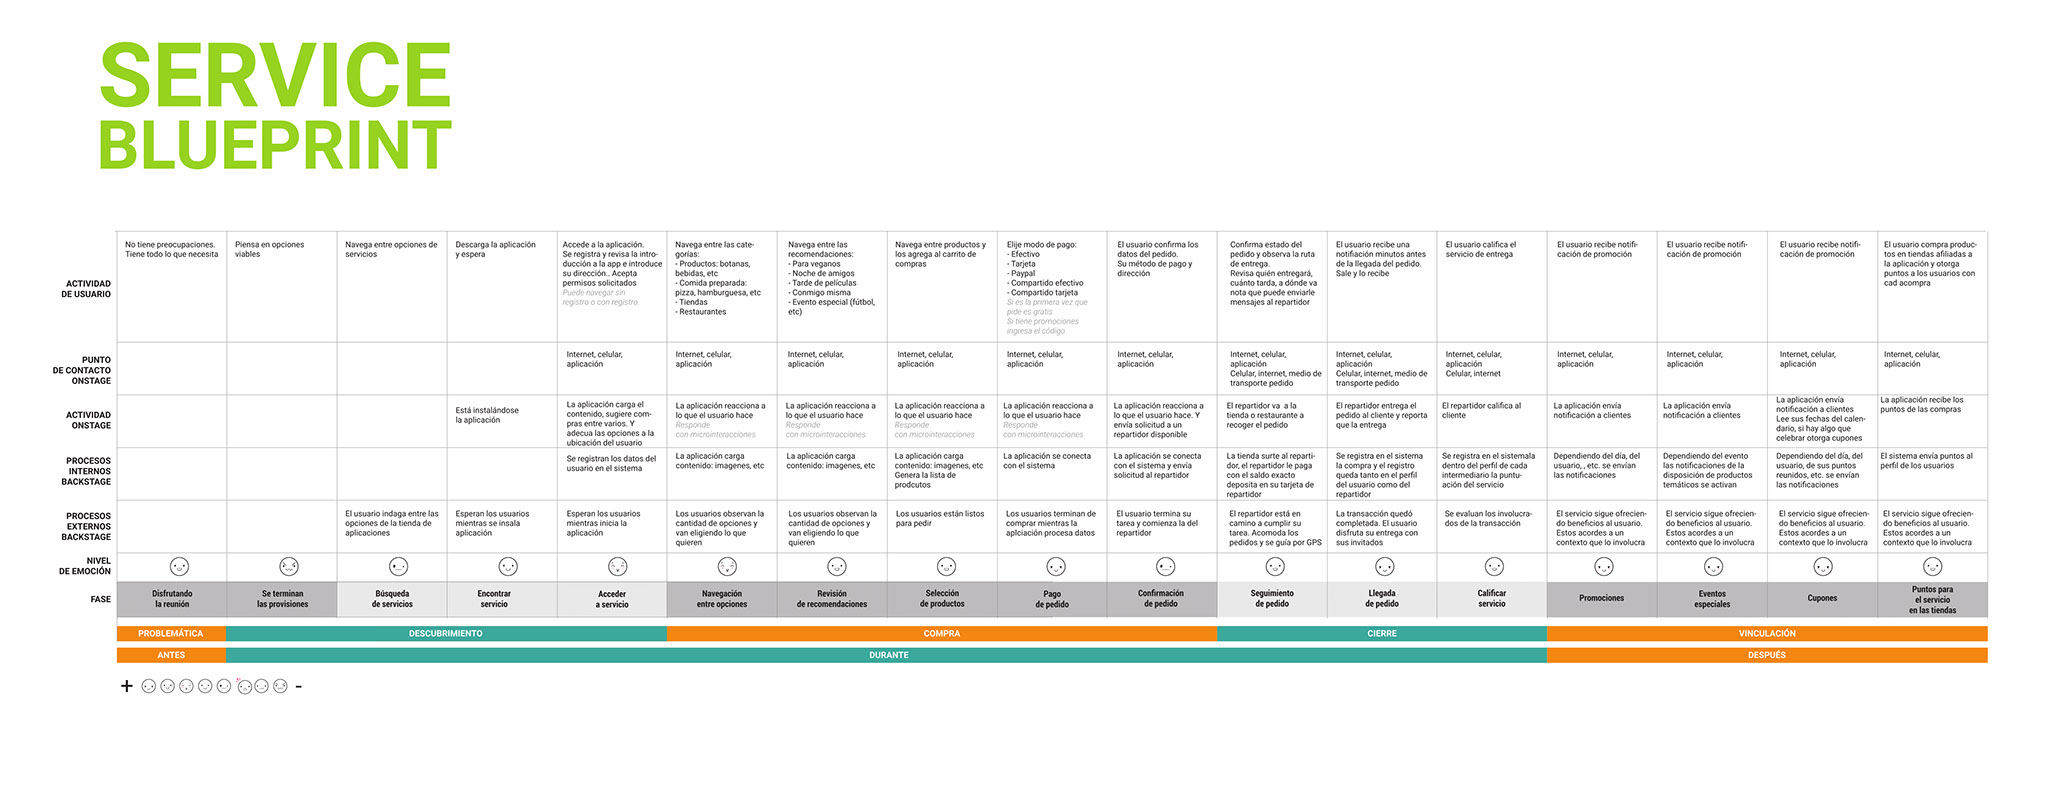 SERVICE
BLUEPRINT
ACTIVIDAD
DE USUARIO
No tiene preocupaciones.
Tiene todo lo que necesita
Piensa en opciones
viables
Navega entre opciones de
servicios
Descarga la aplicación
y espera
Accede a la aplicación.
Se registra y revisa la intro-
ducción a la app e introduce
su dirección.. Acepta
permisos solicitados
Puede navegar sin
registro o con registro.
Navega entre las cate-
gorías:
- Productos: botanas,
bebidas, etc
- Comida preparada:
pizza, hamburguesa, etc
- Tiendas
- Restaurantes
Navega entre las
recomendaciones:
- Para veganos
- Noche de amigos
- Tarde de películas
- Conmigo misma
- Evento especial (fútbol,
etc)
Navega entre productos y
los agrega al carrito de
compras
Elije modo de pago:
- Efectivo
- Tarjeta
- Paypal
- Compartido efectivo
- Compartido tarjeta
Si es la primera vez que
pide es gratis
Si tiene promociones
ingresa el código
El usuario confirma los
datos del pedido.
Su método de pago y
dirección
Confirma estado del
pedido y observa la ruta
de entrega.
Revisa quién entregará,
cuánto tarda, a dónde va
nota que puede enviarle
mensajes al repartidor
El usuario recibe una
notifiación minutos antes
de la llegada del pedido.
Sale y lo recibe
El usuario califica el
servicio de entrega
El usuario recibe notifi-
cación de promoción
El usuario recibe notifi-
cación de promoción
El usuario recibe notifi-
cación de promoción
El usuario compra produc-
tos en tiendas afiliadas a
la aplicación y otorga
puntos a los usuarios con
cad acompra
PUNTO
DE CONTACTO
ONSTAGE
Internet, celular,
aplicación
Internet, celular,
aplicación
Internet, celular,
aplicación
Internet, celular,
aplicación
Internet, celular,
aplicación
Internet, celular,
aplicación
Internet, celular,
aplicación
Celular, internet, medio de
transporte pedido
Internet, celular,
aplicación
Celular, internet, medio de
transporte pedido
Internet, celular,
aplicación
Celular, internet
Internet, celular,
aplicación
Internet, celular,
aplicación
Internet, celular,
aplicación
Internet, celular,
aplicación
ACTIVIDAD
ONSTAGE
Está instalándose
la aplicación
La aplicación carga el
contenido, sugiere com-
pras entre varios. Y
adecua las opciones a la
ubicación del usuario
La aplicación reacciona a
lo que el usuario hace
Responde
con microinteracciones
La aplicación reacciona a
lo que el usuario hace
Responde
con microinteracciones
La aplicación reacciona a
lo que el usuario hace
Responde
con microinteracciones
La aplicación reacciona a
lo que el usuario hace
Responde
con microinteracciones
La aplicación reacciona a
lo que el usuario hace. Y
envía solicitud a un
repartidor disponible
El repartidor va  a la
tienda o restaurante a
recoger el pedido
El repartidor entrega el
pedido al cliente y reporta
que la entrega
El repartidor califica al
cliente
La aplicación envía
notificación a clientes
La aplicación envía
notificación a clientes
La aplicación envía
notificación a clientes
Lee sus fechas del calen-
dario, si hay algo que
celebrar otorga cupones
La aplicación recibe los
puntos de las compras
PROCESOS
INTERNOS
BACKSTAGE
Se registran los datos del
usuario en el sistema
La aplicación carga
contenido: imagenes, etc
La aplicación carga
contenido: imagenes, etc
La aplicación carga
contenido: imagenes, etc
Genera la lista de
prodcutos
La aplicación se conecta
con el sistema
La aplicación se conecta
con el sistema y envía
solicitud al repartidor
La tienda surte al reparti-
dor, el repartidor le paga
con el saldo exacto
deposita en su tarjeta de
repartidor
Se registra en el sistema
la compra y el registro
queda tanto en el perfil
del usuario como del
repartidor
Se registra en el sistemala
dentro del perfil de cada
intermediario la puntu-
ación del servicio
Dependiendo del día, del
usuario, , etc. se envían
las notificaciones
Dependiendo del evento
las notificaciones de la
disposición de productos
temáticos se activan
Dependiendo del día, del
usuario, de sus puntos
reunidos, etc. se envían
las notificaciones
El sistema envía puntos al
perfil de los usuarios
PROCESOS
EXTERNOS
BACKSTAGE
El usuario indaga entre las
opciones de la tienda de
aplicaciones
Esperan los usuarios
mientras se insala
aplicación
Esperan los usuarios
mientras inicia la
aplicación
Los usuarios observan la
cantidad de opciones y
van eligiendo lo que
quieren
Los usuarios observan la
cantidad de opciones y
van eligiendo lo que
quieren
Los usuarios están listos
para pedir
Los usuarios terminan de
comprar mientras la
aplciación procesa datos
El usuario termina su
tarea y comienza la del
repartidor
El repartidor está en
camino a cumplir su
tarea. Acomoda los
pedidos y se guía por GPS
La transacción quedó
completada. El usuario
disfruta su entrega con
sus invitados
Se evaluan los involucra-
dos de la transacción
El servicio sigue ofrecien-
do beneficios al usuario.
Estos acordes a un
contexto que lo involucra
El servicio sigue ofrecien-
do beneficios al usuario.
Estos acordes a un
contexto que lo involucra
El servicio sigue ofrecien-
do beneficios al usuario.
Estos acordes a un
contexto que lo involucra
El servicio sigue ofrecien-
do beneficios al usuario.
Estos acordes a un
contexto que lo involucra
NIVEL
DE EMOCIÓN
FASE
Disfrutando
la reunión
Se terminan
las provisiones
Búsqueda
de servicios
Encontrar
servicio
Acceder
a servicio
Navegación
entre opciones
Revisión
de recomendaciones
Selección
de productos
Pago
de pedido
Confirmación
de pedido
Seguimiento
de pedido
Llegada
de pedido
Calificar
servicio
Promociones
Eventos
especiales
Cupones
Puntos para
el servicio
en las tiendas
PROBLEMÁTICA
DESCUBRIMIENTO
COMPRA
CIERRE
VINCULACIÓN
ANTES
DURANTE
DESPUÉS
+ -